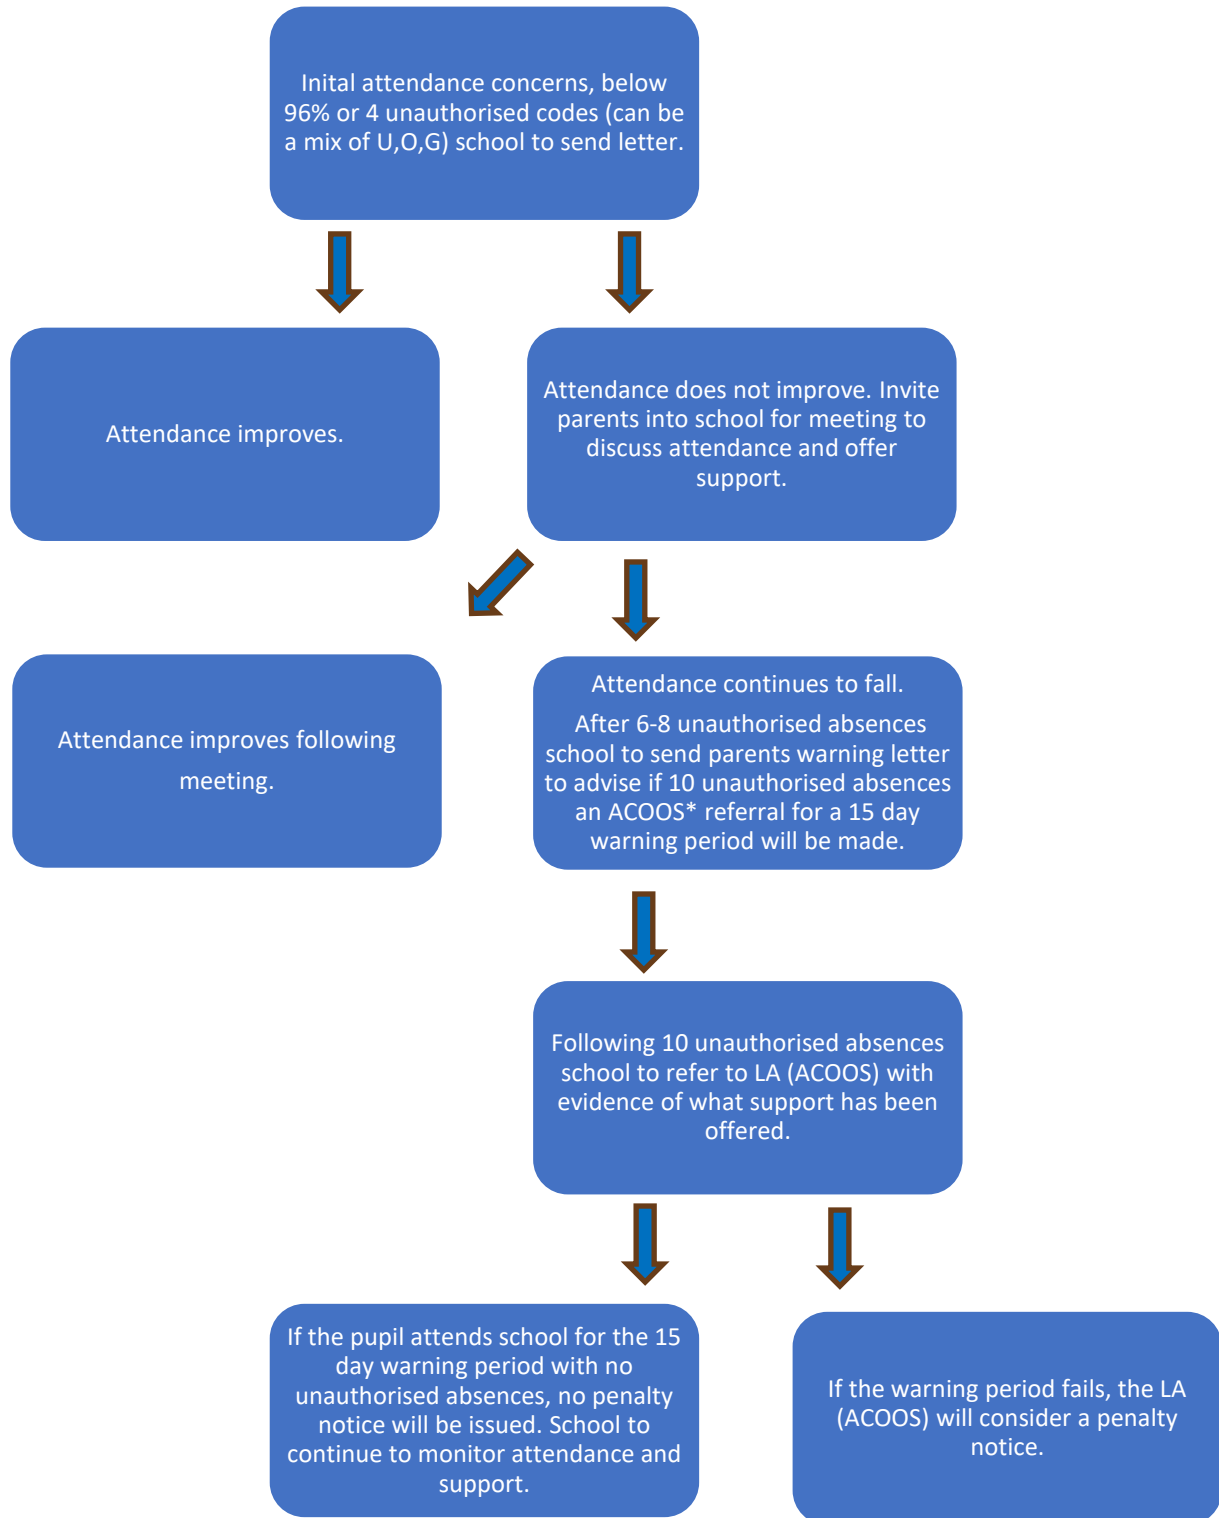 Inital attendance concerns, below
96% or 4 unauthorised codes (can be
a mix of U,O,G) school to send letter.
Attendance improves.
Attendance does not improve. Invite
parents into school for meeting to
discuss attendance and offer
support.
Attendance improves following
meeting.
Attendance continues to fall.
After 6-8 unauthorised absences
school to send parents warning letter
to advise if 10 unauthorised absences
an ACOOS* referral for a 15 day
warning period will be made.
Following 10 unauthorised absences
school to refer to LA (ACOOS) with
evidence of what support has been
offered.
If the pupil attends school for the 15
day warning period with no
unauthorised absences, no penalty
notice will be issued. School to
continue to monitor attendance and
support.
If the warning period fails, the LA
(ACOOS) will consider a penalty
notice.